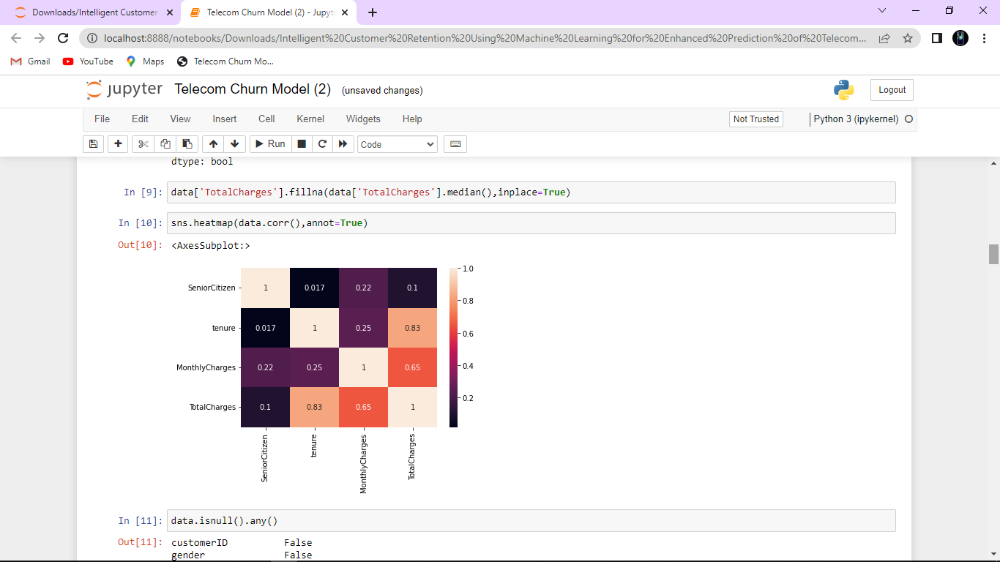 Downloads/Intelligent Customer
Telecom Churn Model (2) - Jupyt
localhost:8888/notebooks/Downloads/Intelligent%20Customer%20Retention%20Using%20Machine%20Learning%20for%20Enhanced%20Prediction%20of%20Telecom...
Gmail YouTube Maps Telecom Churn Mo...
jupyter Telecom Churn Model (2) (unsaved changes) Logout
File Edit View Insert Cell Kernel Widgets Help Not Trusted Python 3 (ipykernel)
Run Code
dtype: bool
In [9]: data['TotalCharges'].fillna(data['TotalCharges'].median(),inplace=True)
In [10]: sns.heatmap(data.corr(),annot=True)
Out[10]: <AxesSubplot:>
SeniorCitizen 1 0.017 0.22 0.1
tenure 0.017 1 0.25 0.83
MonthlyCharges 0.22 0.25 1 0.65
TotalCharges 0.1 0.83 0.65 1
SeniorCitizen
tenure
MonthlyCharges
TotalCharges
1.0
0.8
0.6
0.4
0.2
In [11]: data.isnull().any()
Out[11]: customerID False
gender False